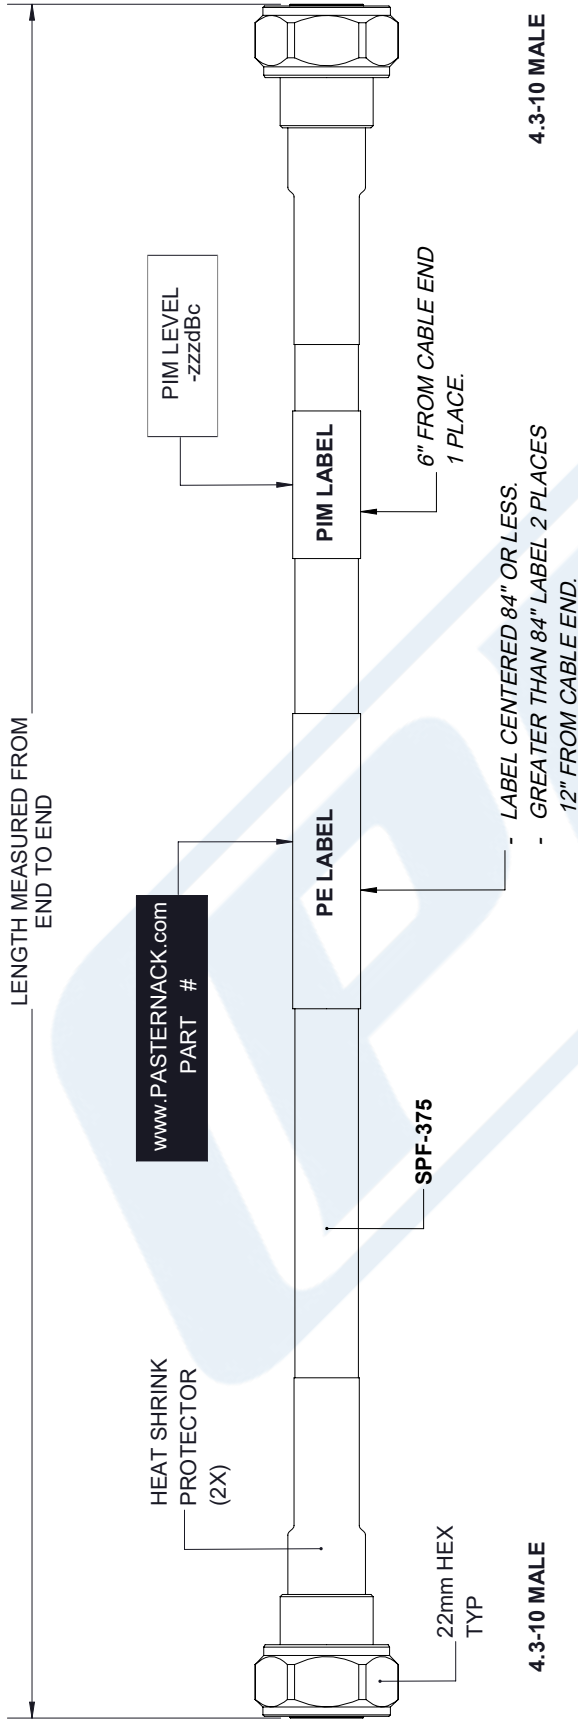 LENGTH MEASURED FROM
END TO END
HEAT SHRINK
PROTECTOR
(2X)
www.PASTERNACK.com
PART #
PIM LEVEL
-zzzdBc
PE LABEL
PIM LABEL
22mm HEX
TYP
SPF-375
6" FROM CABLE END
1 PLACE.
- LABEL CENTERED 84" OR LESS.
- GREATER THAN 84" LABEL 2 PLACES
12" FROM CABLE END.
4.3-10 MALE
4.3-10 MALE